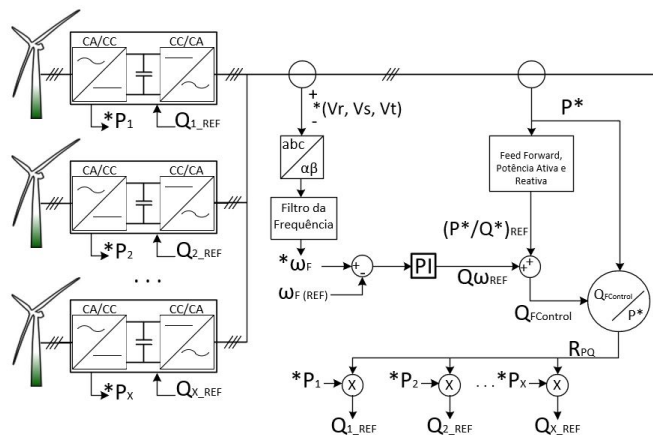 CA/CC
CC/CA
*P1
Q1_REF
CA/CC
CC/CA
*P2
Q2_REF
. . .
CA/CC
CC/CA
*PX
QX_REF
+
*(Vr, Vs, Vt)
-
abc
αβ
Filtro da
Frequência
*ωF
ωF (REF)
+
-
PI
QωREF
P*
Feed Forward,
Potência Ativa e
Reativa
(P*/Q*)REF
+
+
QFControl
QFControl
P*
RPQ
*P1
X
*P2
X
. . .
*PX
X
Q1_REF
Q2_REF
QX_REF